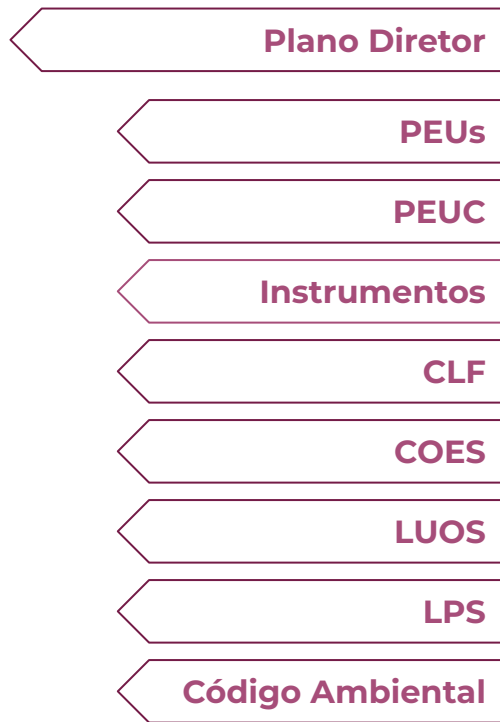 Plano Diretor
PEUs
PEUC
Instrumentos
CLF
COES
LUOS
LPS
Código Ambiental